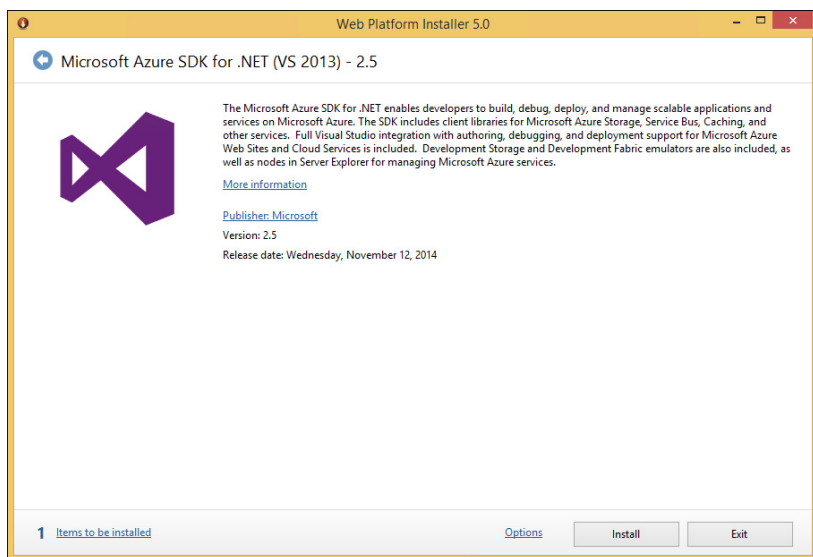 Web Platform Installer 5.0
Microsoft Azure SDK for .NET (VS 2013) - 2.5
The Microsoft Azure SDK for .NET enables developers to build, debug, deploy, and manage scalable applications and
services on Microsoft Azure. The SDK includes client libraries for Microsoft Azure Storage, Service Bus, Caching, and
other services.  Full Visual Studio integration with authoring, debugging, and deployment support for Microsoft Azure
Web Sites and Cloud Services is included.  Development Storage and Development Fabric emulators are also included, as
well as nodes in Server Explorer for managing Microsoft Azure services.
More information
Publisher: Microsoft
Version: 2.5
Release date: Wednesday, November 12, 2014
1 Items to be installed Options Install Exit